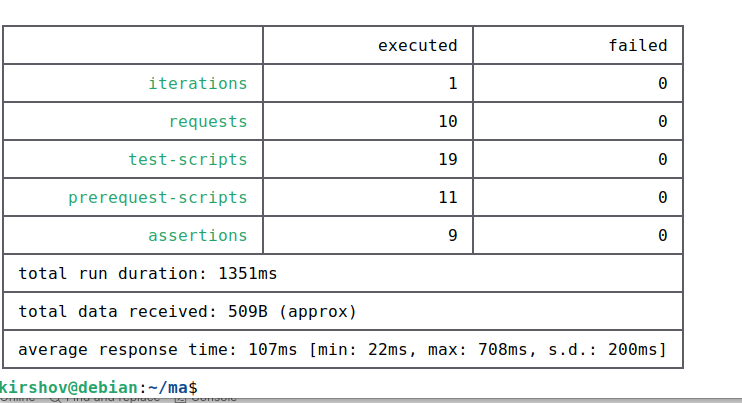 executed failed
iterations 1 0
requests 10 0
test-scripts 19 0
prerequest-scripts 11 0
assertions 9 0
total run duration: 1351ms
total data received: 509B (approx)
average response time: 107ms [min: 22ms, max: 708ms, s.d.: 200ms]
kirshov@debian:~/ma$
Online Find and replace Console